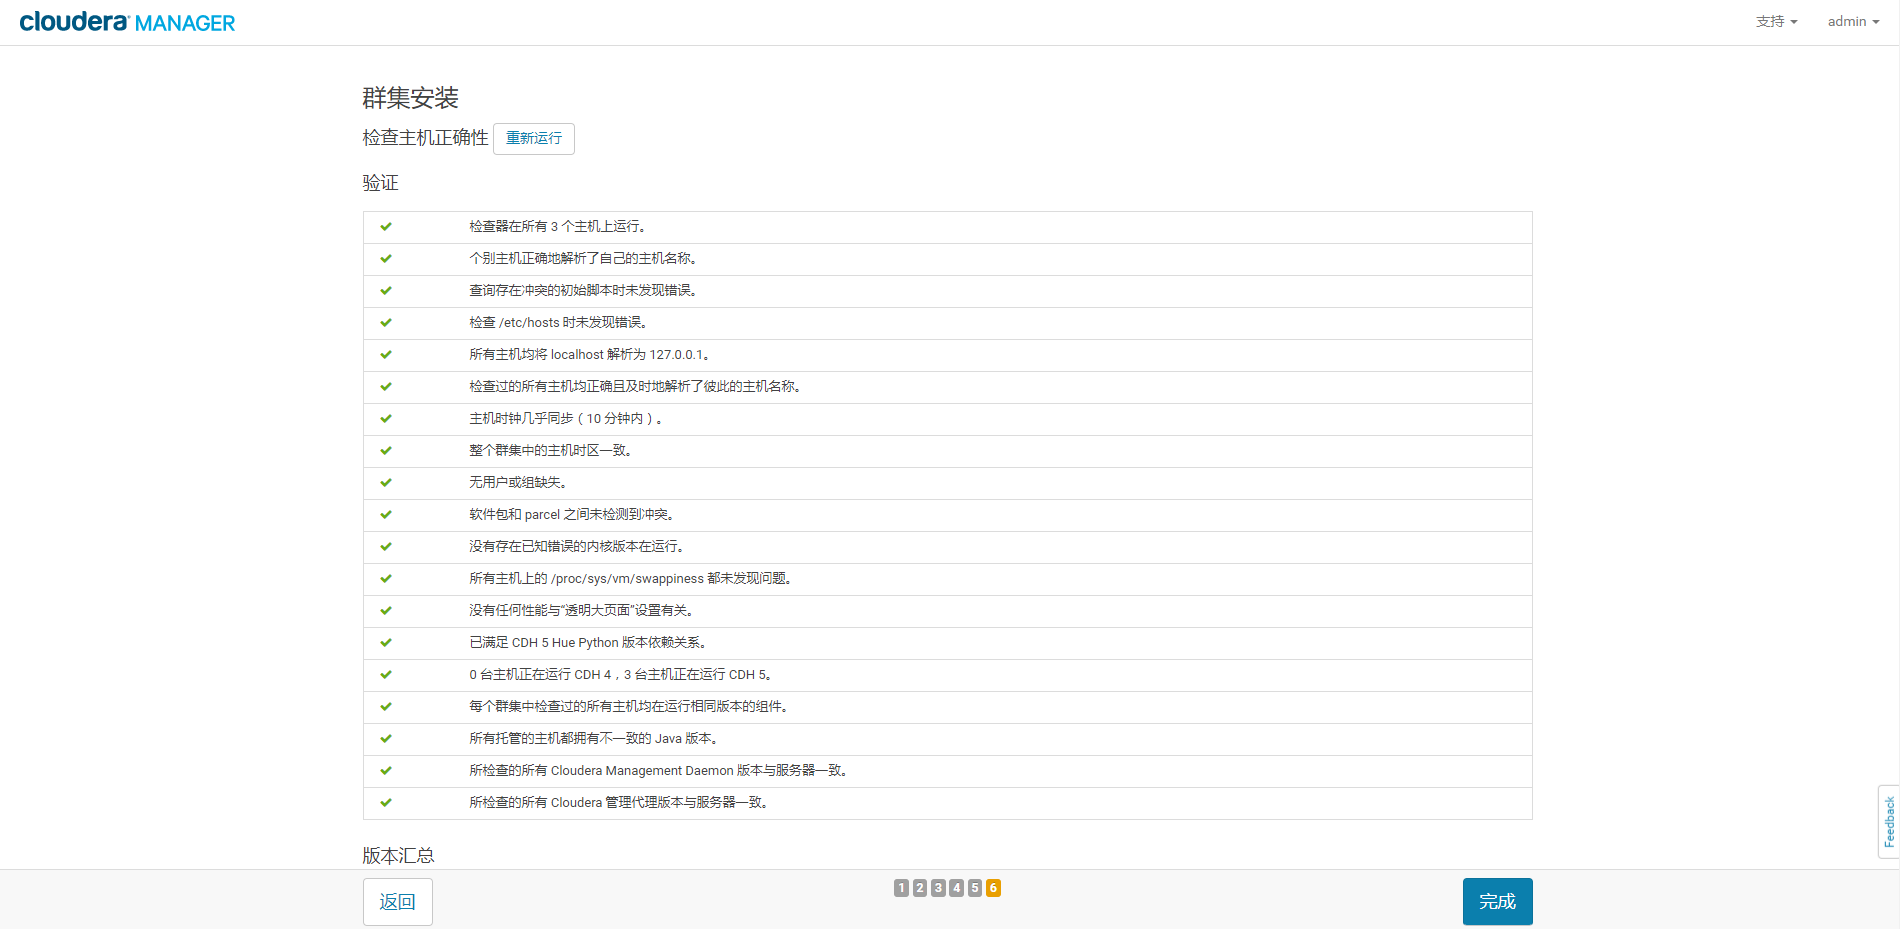 cloudera MANAGER
支持 admin
群集安装
检查主机正确性 重新运行
验证
检查器在所有 3 个主机上运行。
个别主机正确地解析了自己的主机名称。
查询存在冲突的初始脚本时未发现错误。
检查 /etc/hosts 时未发现错误。
所有主机均将 localhost 解析为 127.0.0.1。
检查过的所有主机均正确且及时地解析了彼此的主机名称。
主机时钟几乎同步（10 分钟内）。
整个群集中的主机时区一致。
无用户或组缺失。
软件包和 parcel 之间未检测到冲突。
没有存在已知错误的内核版本在运行。
所有主机上的 /proc/sys/vm/swappiness 都未发现问题。
没有任何性能与“透明大页面”设置有关。
已满足 CDH 5 Hue Python 版本依赖关系。
0 台主机正在运行 CDH 4，3 台主机正在运行 CDH 5。
每个群集中检查过的所有主机均在运行相同版本的组件。
所有托管的主机都拥有不一致的 Java 版本。
所检查的所有 Cloudera Management Daemon 版本与服务器一致。
所检查的所有 Cloudera 管理代理版本与服务器一致。
Feedback
版本汇总
返回 1 2 3 4 5 6 完成